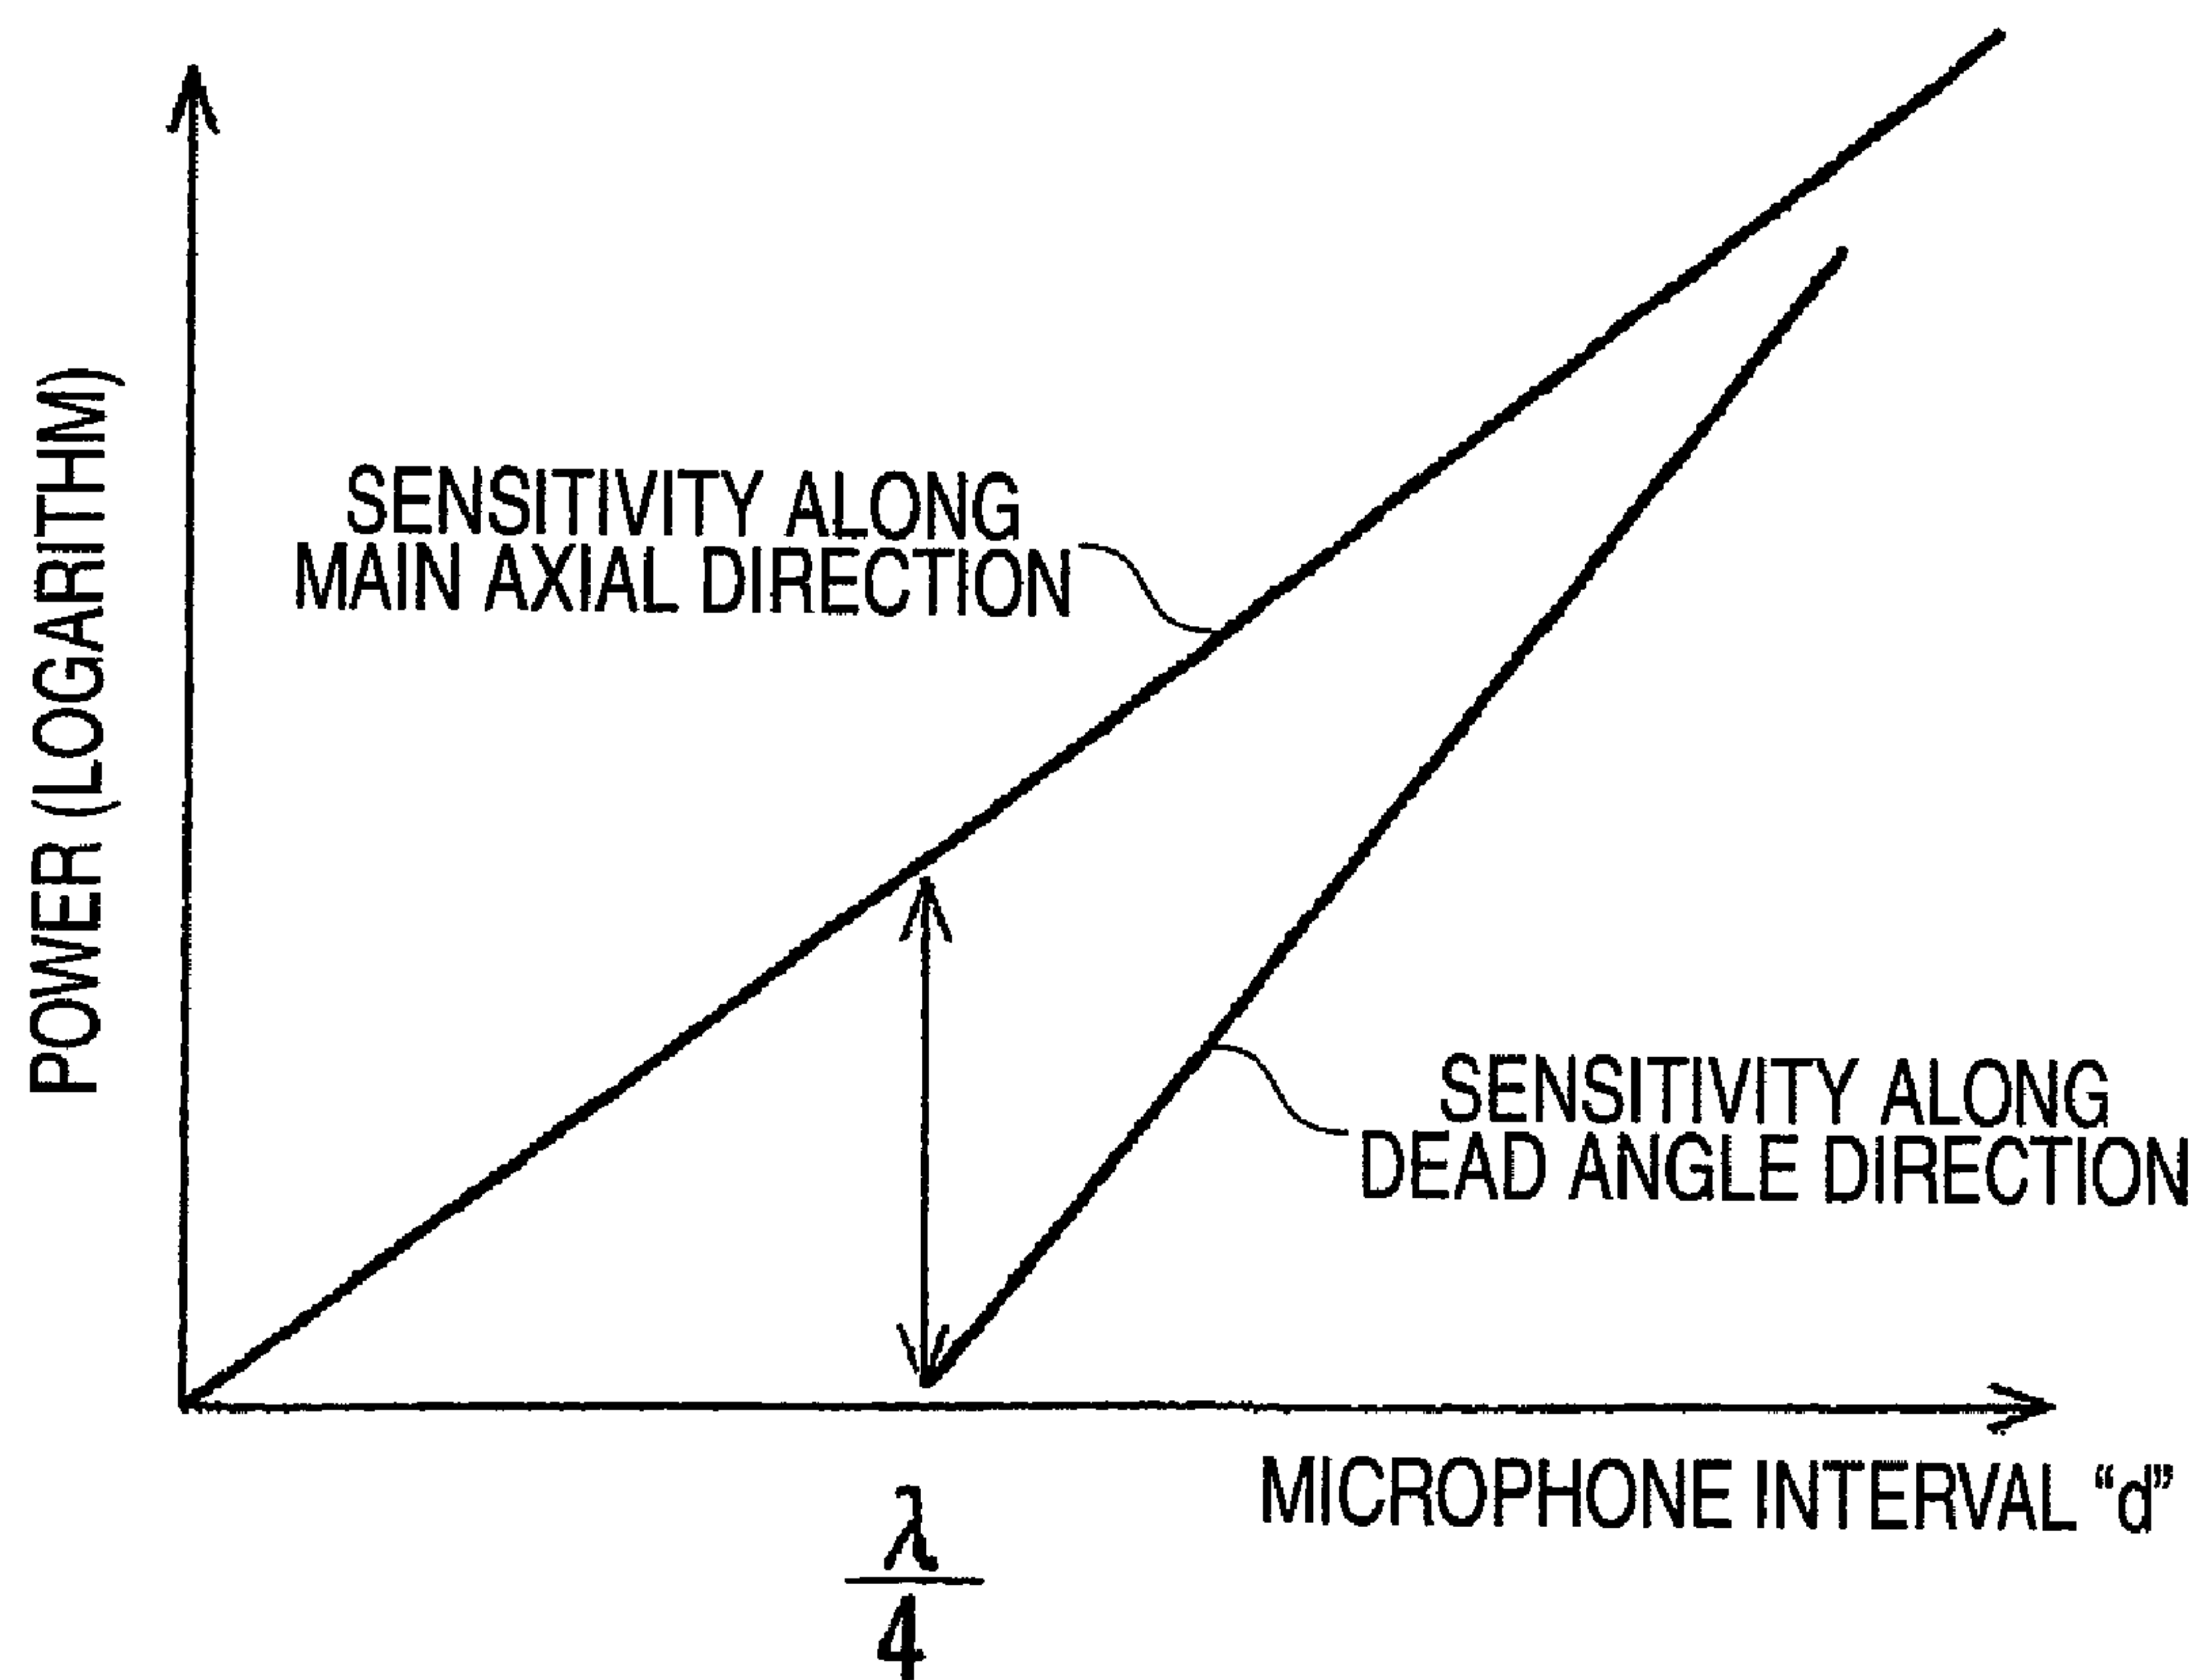 POWER (LOGARITHM)
SENSITIVITY ALONG
MAIN AXIAL DIRECTION
SENSITIVITY ALONG
DEAD ANGLE DIRECTION
MICROPHONE INTERVAL “d”
λ
4